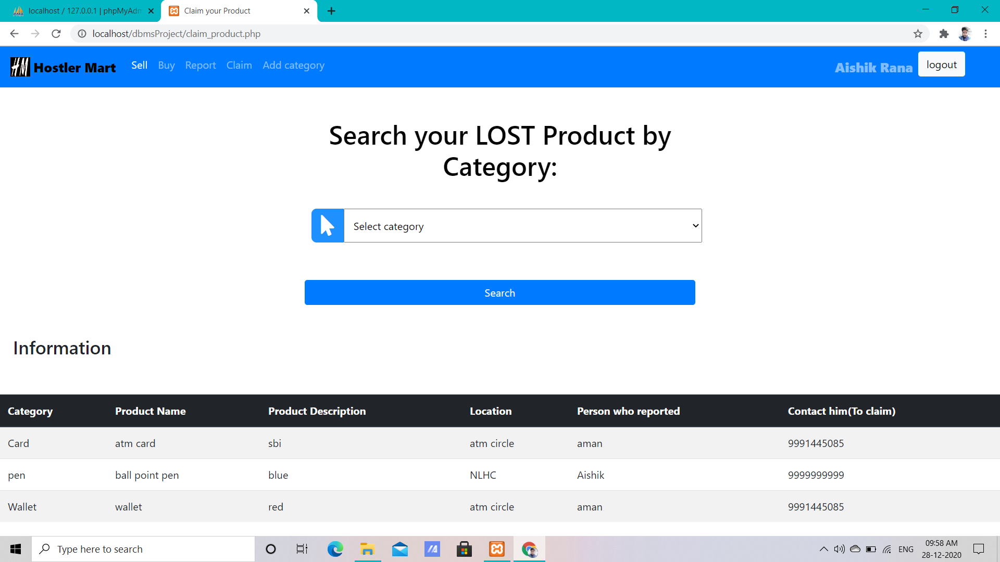 localhost / 127.0.0.1 | phpMyAdm
Claim your Product
localhost/dbmsProject/claim_product.php
HM Hostler Mart Sell Buy Report Claim Add category Aishik Rana logout
Search your LOST Product by
Category:
Select category
Search
Information
Category Product Name Product Description Location Person who reported Contact him(To claim)
Card atm card sbi atm circle aman 9991445085
pen ball point pen blue NLHC Aishik 9999999999
Wallet wallet red atm circle aman 9991445085
Type here to search
ENG
09:58 AM
28-12-2020